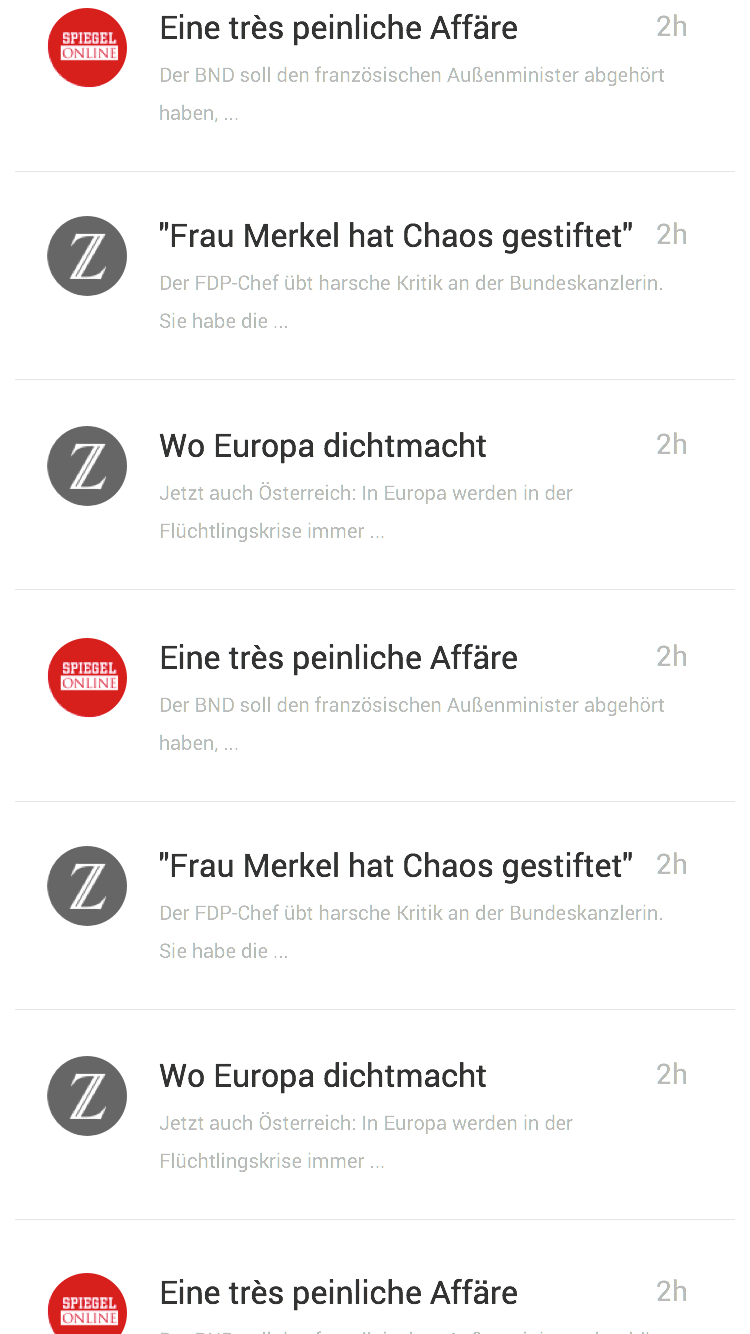 SPIEGEL
ONLINE
Eine très peinliche Affäre
2h
Der BND soll den französischen Außenminister abgehört
haben, ...
Z
"Frau Merkel hat Chaos gestiftet"
2h
Der FDP-Chef übt harsche Kritik an der Bundeskanzlerin.
Sie habe die ...
Z
Wo Europa dichtmacht
2h
Jetzt auch Österreich: In Europa werden in der
Flüchtlingskrise immer ...
SPIEGEL
ONLINE
Eine très peinliche Affäre
2h
Der BND soll den französischen Außenminister abgehört
haben, ...
Z
"Frau Merkel hat Chaos gestiftet"
2h
Der FDP-Chef übt harsche Kritik an der Bundeskanzlerin.
Sie habe die ...
Z
Wo Europa dichtmacht
2h
Jetzt auch Österreich: In Europa werden in der
Flüchtlingskrise immer ...
SPIEGEL
ONLINE
Eine très peinliche Affäre
2h